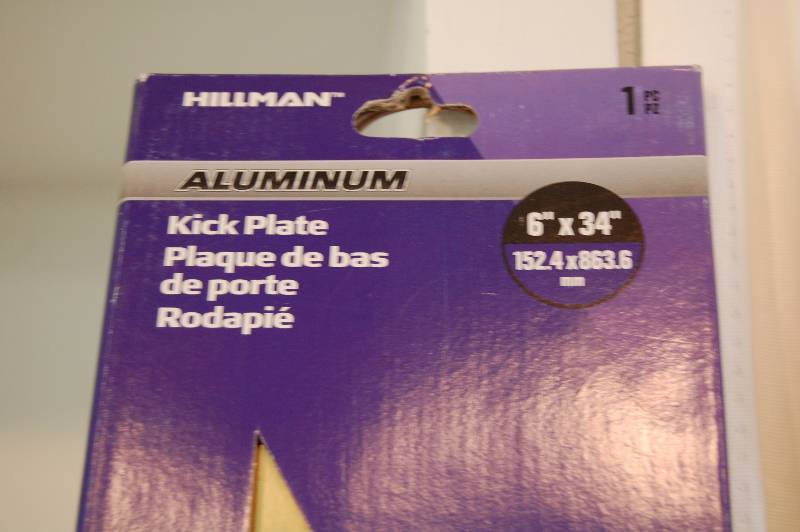 HILLMAN™
1 PC
PZ
ALUMINUM
Kick Plate
Plaque de bas
de porte
Rodapié
6" x 34"
152.4 x 863.6
mm